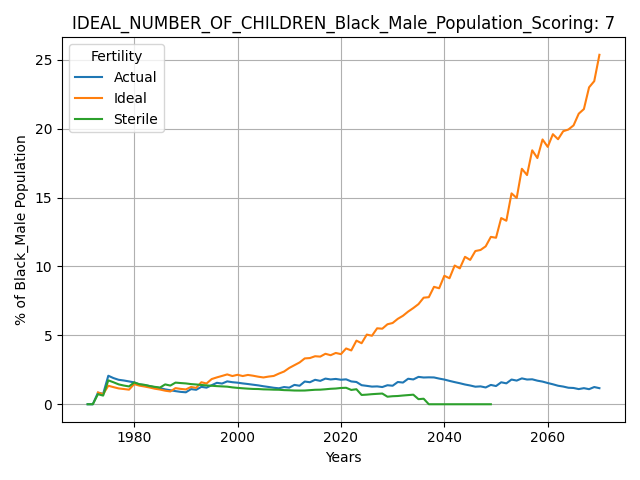 IDEAL_NUMBER_OF_CHILDREN_Black_Male_Population_Scoring: 7
Fertility
Actual
Ideal
Sterile
% of Black_Male Population
25
20
15
10
5
0
1980 2000 2020 2040 2060
Years